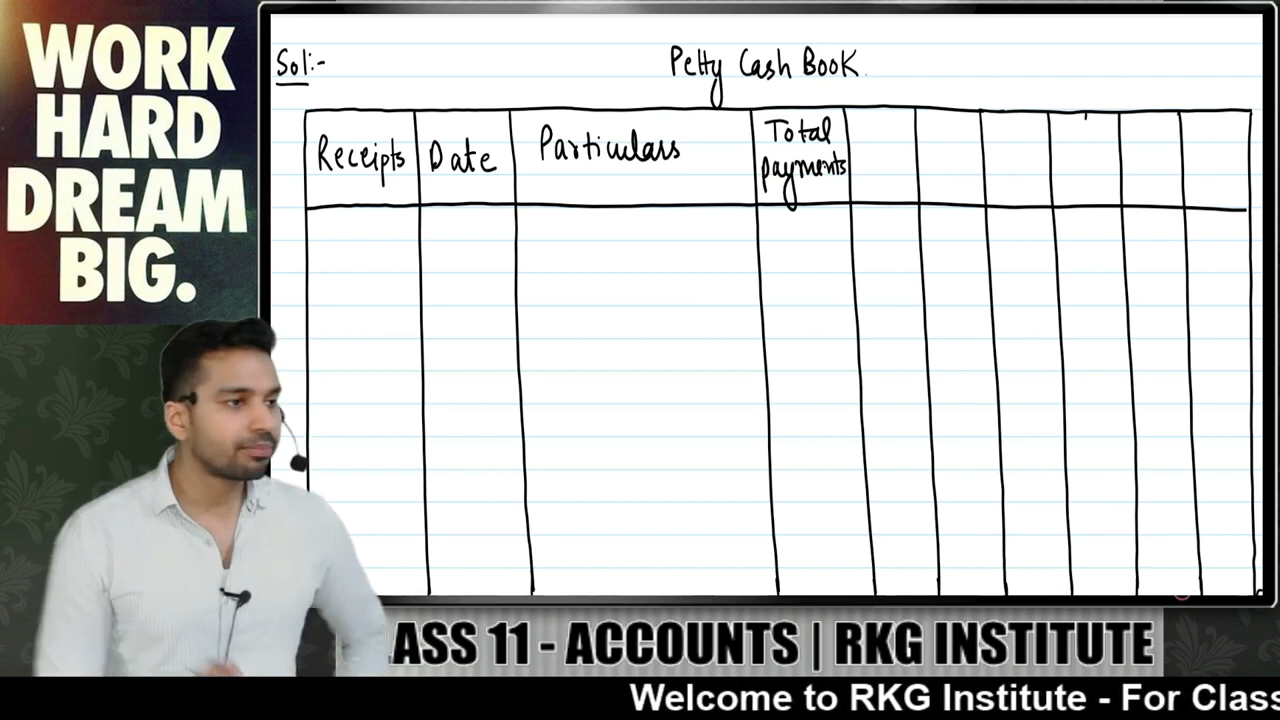 WORK
HARD
DREAM
BIG.
Sol:-
Petty Cash Book.
Receipts
Date
Particulars
Total
payments
LASS 11 - ACCOUNTS | RKG INSTITUTE
Welcome to RKG Institute - For Class